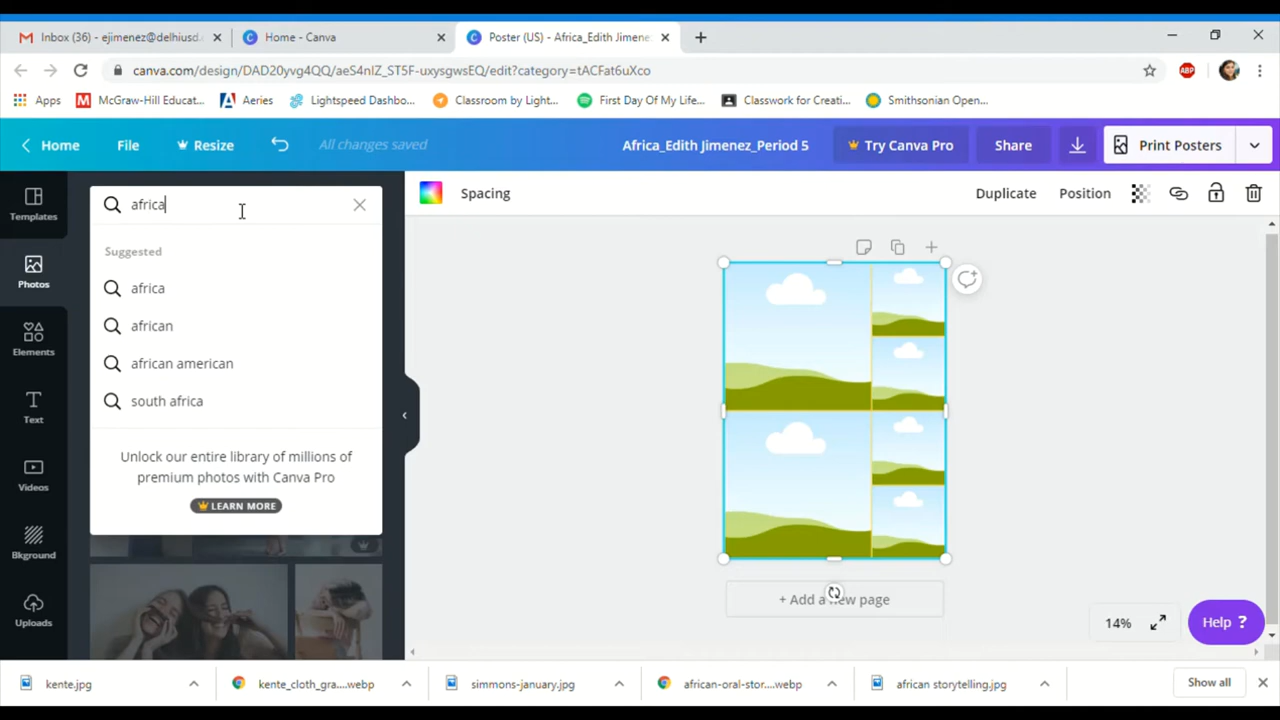 Inbox (36) - ejimenez@delhiusd.
Home - Canva
Poster (US) - Africa_Edith Jimene
canva.com/design/DAD20yvg4QQ/aeS4nIZ_ST5F-uxysgwsEQ/edit?category=tACFat6uXco
ABP
Apps
McGraw-Hill Educat...
Aeries
Lightspeed Dashbo...
Classroom by Light...
First Day Of My Life...
Classwork for Creati...
Smithsonian Open...
Home
File
Resize
All changes saved
Africa_Edith Jimenez_Period 5
Try Canva Pro
Share
Print Posters
Templates
Photos
Elements
Text
Videos
Bkground
Uploads
africa
Suggested
africa
african
african american
south africa
Unlock our entire library of millions of
premium photos with Canva Pro
LEARN MORE
Spacing
Duplicate
Position
+ Add a new page
14%
Help ?
kente.jpg
kente_cloth_gra....webp
simmons-january.jpg
african-oral-stor....webp
african storytelling.jpg
Show all